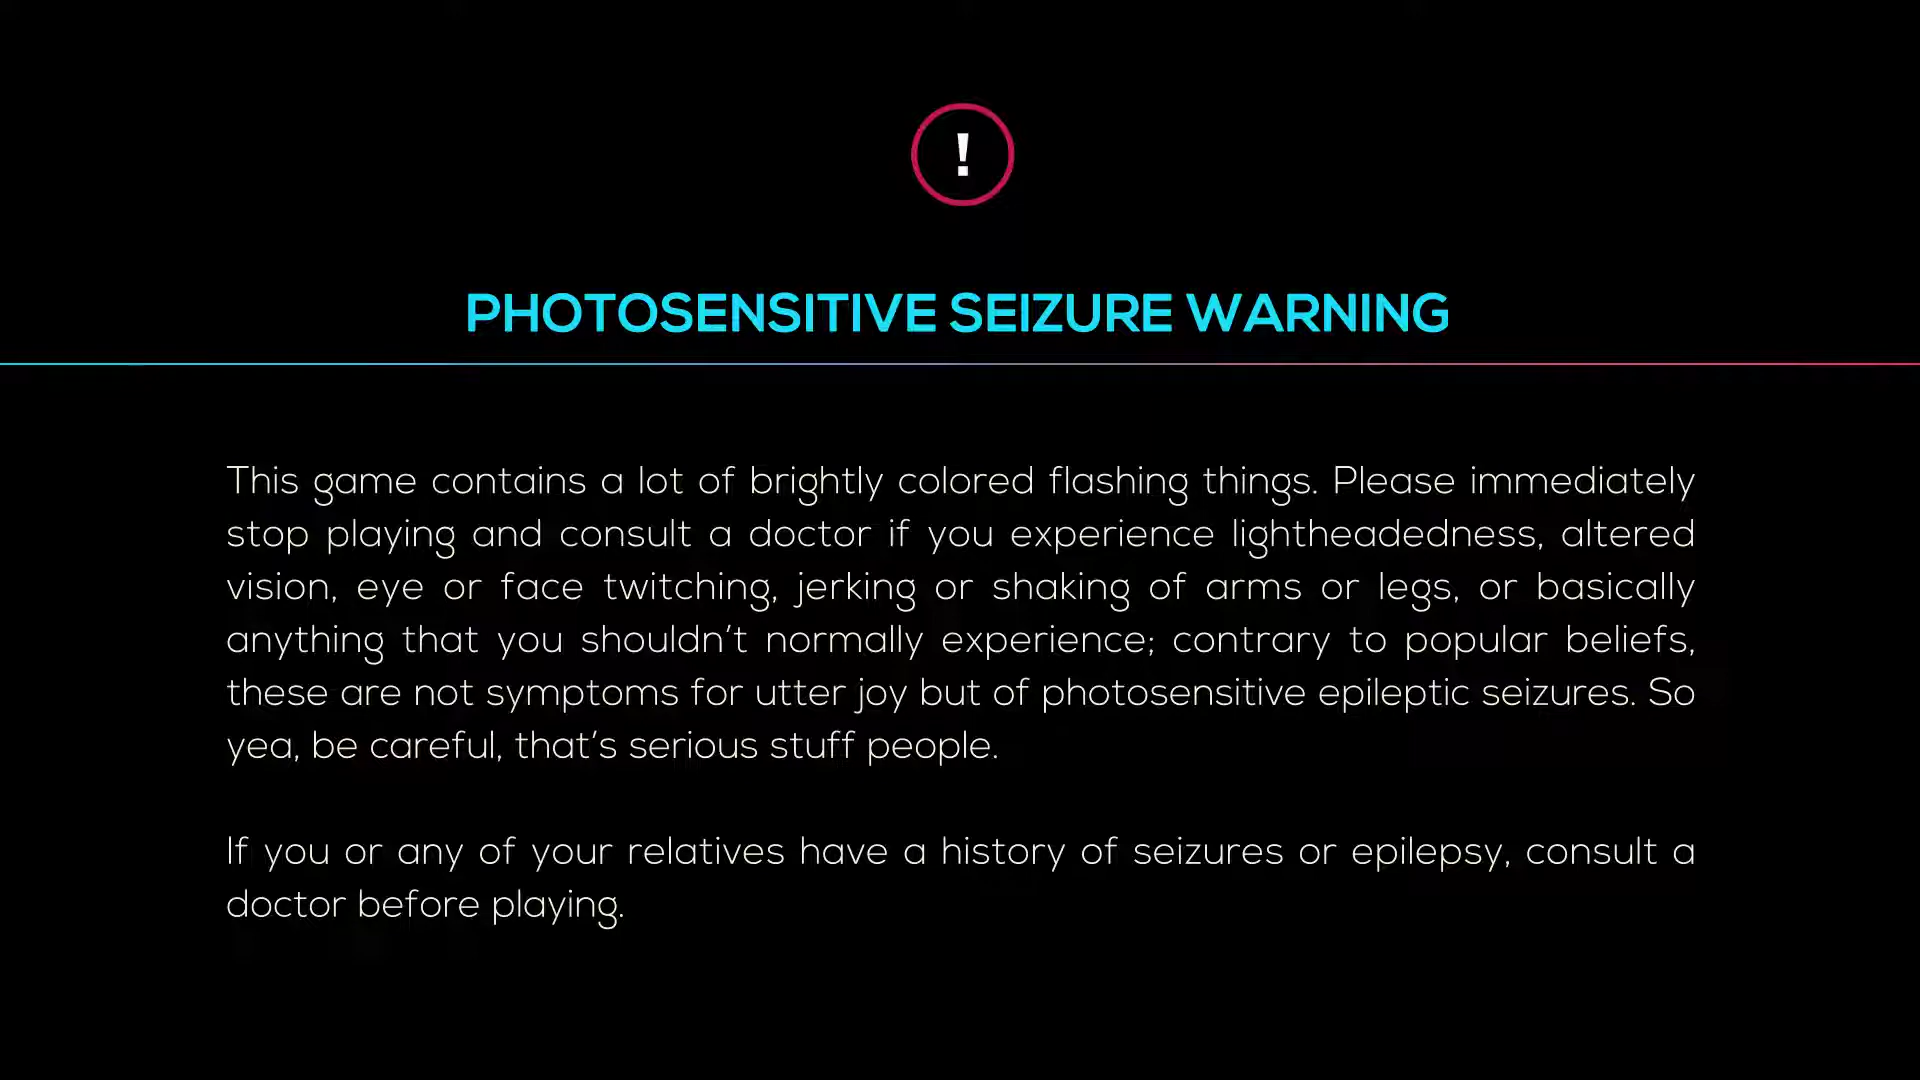 !
PHOTOSENSITIVE SEIZURE WARNING
This game contains a lot of brightly colored flashing things. Please immediately
stop playing and consult a doctor if you experience lightheadedness, altered
vision, eye or face twitching, jerking or shaking of arms or legs, or basically
anything that you shouldn’t normally experience; contrary to popular beliefs,
these are not symptoms for utter joy but of photosensitive epileptic seizures. So
yea, be careful, that’s serious stuff people.
If you or any of your relatives have a history of seizures or epilepsy, consult a
doctor before playing.